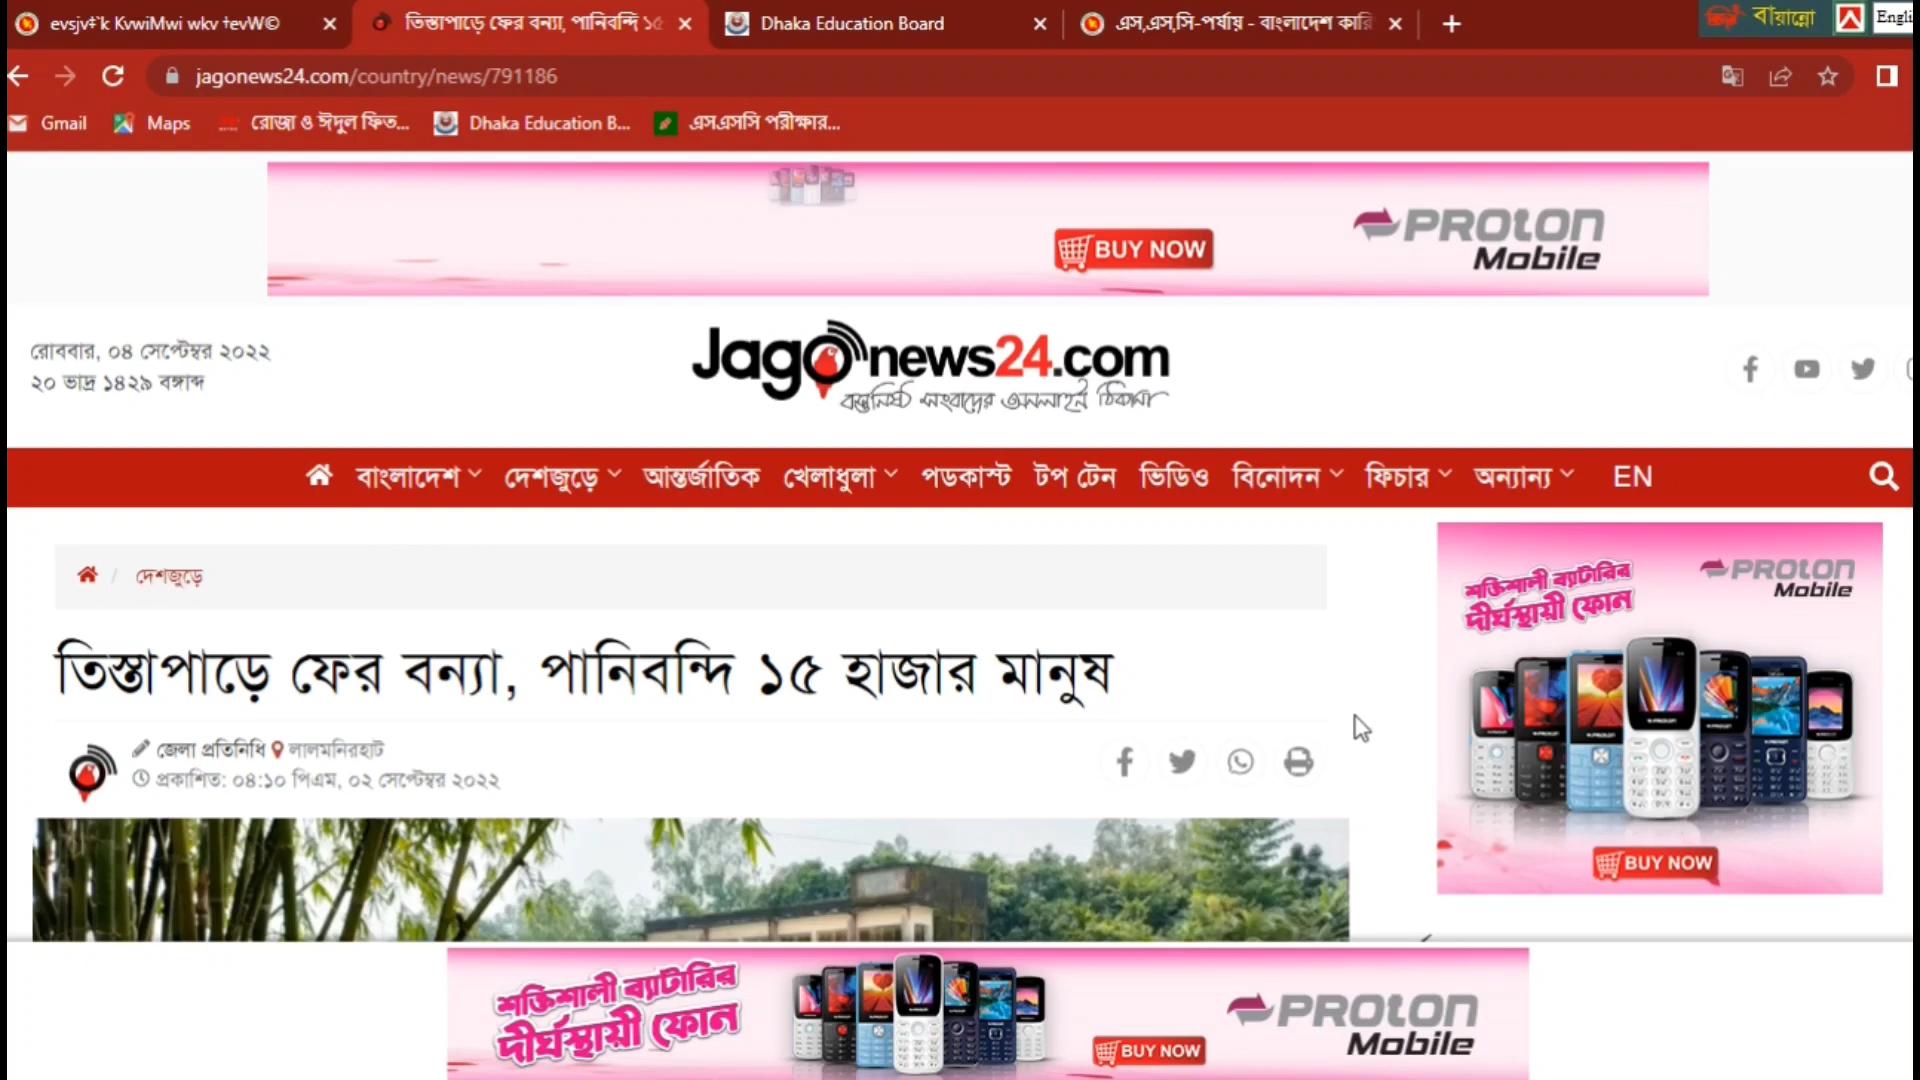 evsjv‡`k KvwiMwi wkv †evW©
তিস্তাপাড়ে ফের বন্যা, পানিবন্দি ১৫
Dhaka Education Board
এস,এস,সি-পর্যায় - বাংলাদেশ কারি
বায়ান্নো
Engli
jagonews24.com/country/news/791186
Gmail
Maps
রোজা ও ঈদুল ফিত...
Dhaka Education B...
এসএসসি পরীক্ষার...
BUY NOW
PROTON
Mobile
রোববার, ০৪ সেপ্টেম্বর ২০২২
২০ ভাদ্র ১৪২৯ বঙ্গাব্দ
Jagonews24.com
বস্তুনিষ্ঠ সংবাদের অনলাইন ঠিকানা
বাংলাদেশ দেশজুড়ে আন্তর্জাতিক খেলাধুলা পডকাস্ট টপ টেন ভিডিও বিনোদন ফিচার অন্যান্য EN
/ দেশজুড়ে
তিস্তাপাড়ে ফের বন্যা, পানিবন্দি ১৫ হাজার মানুষ
জেলা প্রতিনিধি লালমনিরহাট
প্রকাশিত: ০৪:১০ পিএম, ০২ সেপ্টেম্বর ২০২২
শক্তিশালী ব্যাটারির
দীর্ঘস্থায়ী ফোন
PROTON
Mobile
BUY NOW
শক্তিশালী ব্যাটারির
দীর্ঘস্থায়ী ফোন
BUY NOW
PROTON
Mobile